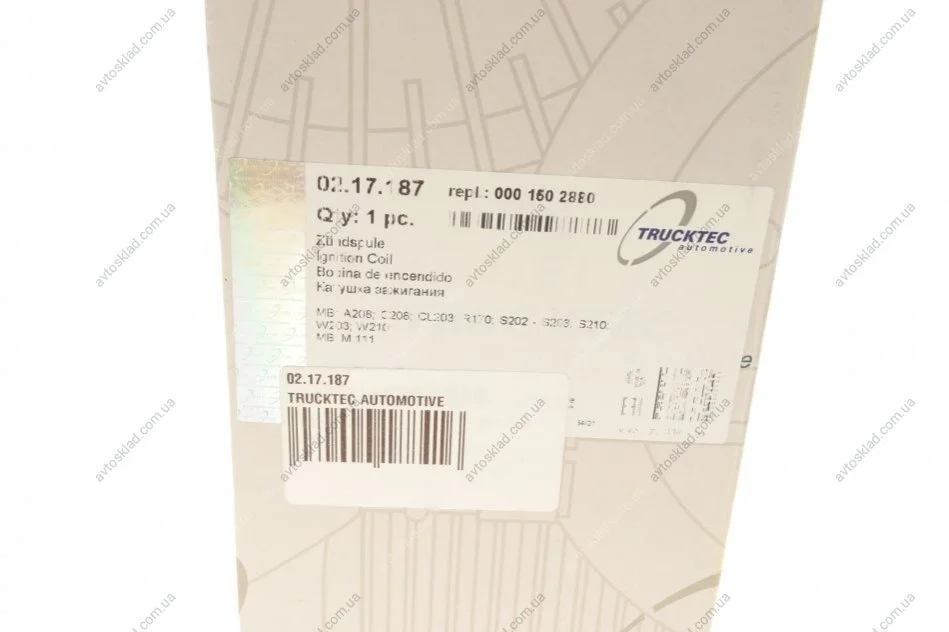 02.17.187
repl.: 000 150 2880
Qty: 1 pc.
TRUCKTEC
automotive
Zündspule
Ignition Coil
Bobina de encendido
Катушка зажигания
MB: A208; C208; CL203; R170; S202 - S203; S210;
W203; W210
MB: M 111
02.17.187
TRUCKTEC AUTOMOTIVE
avtosklad.com.ua